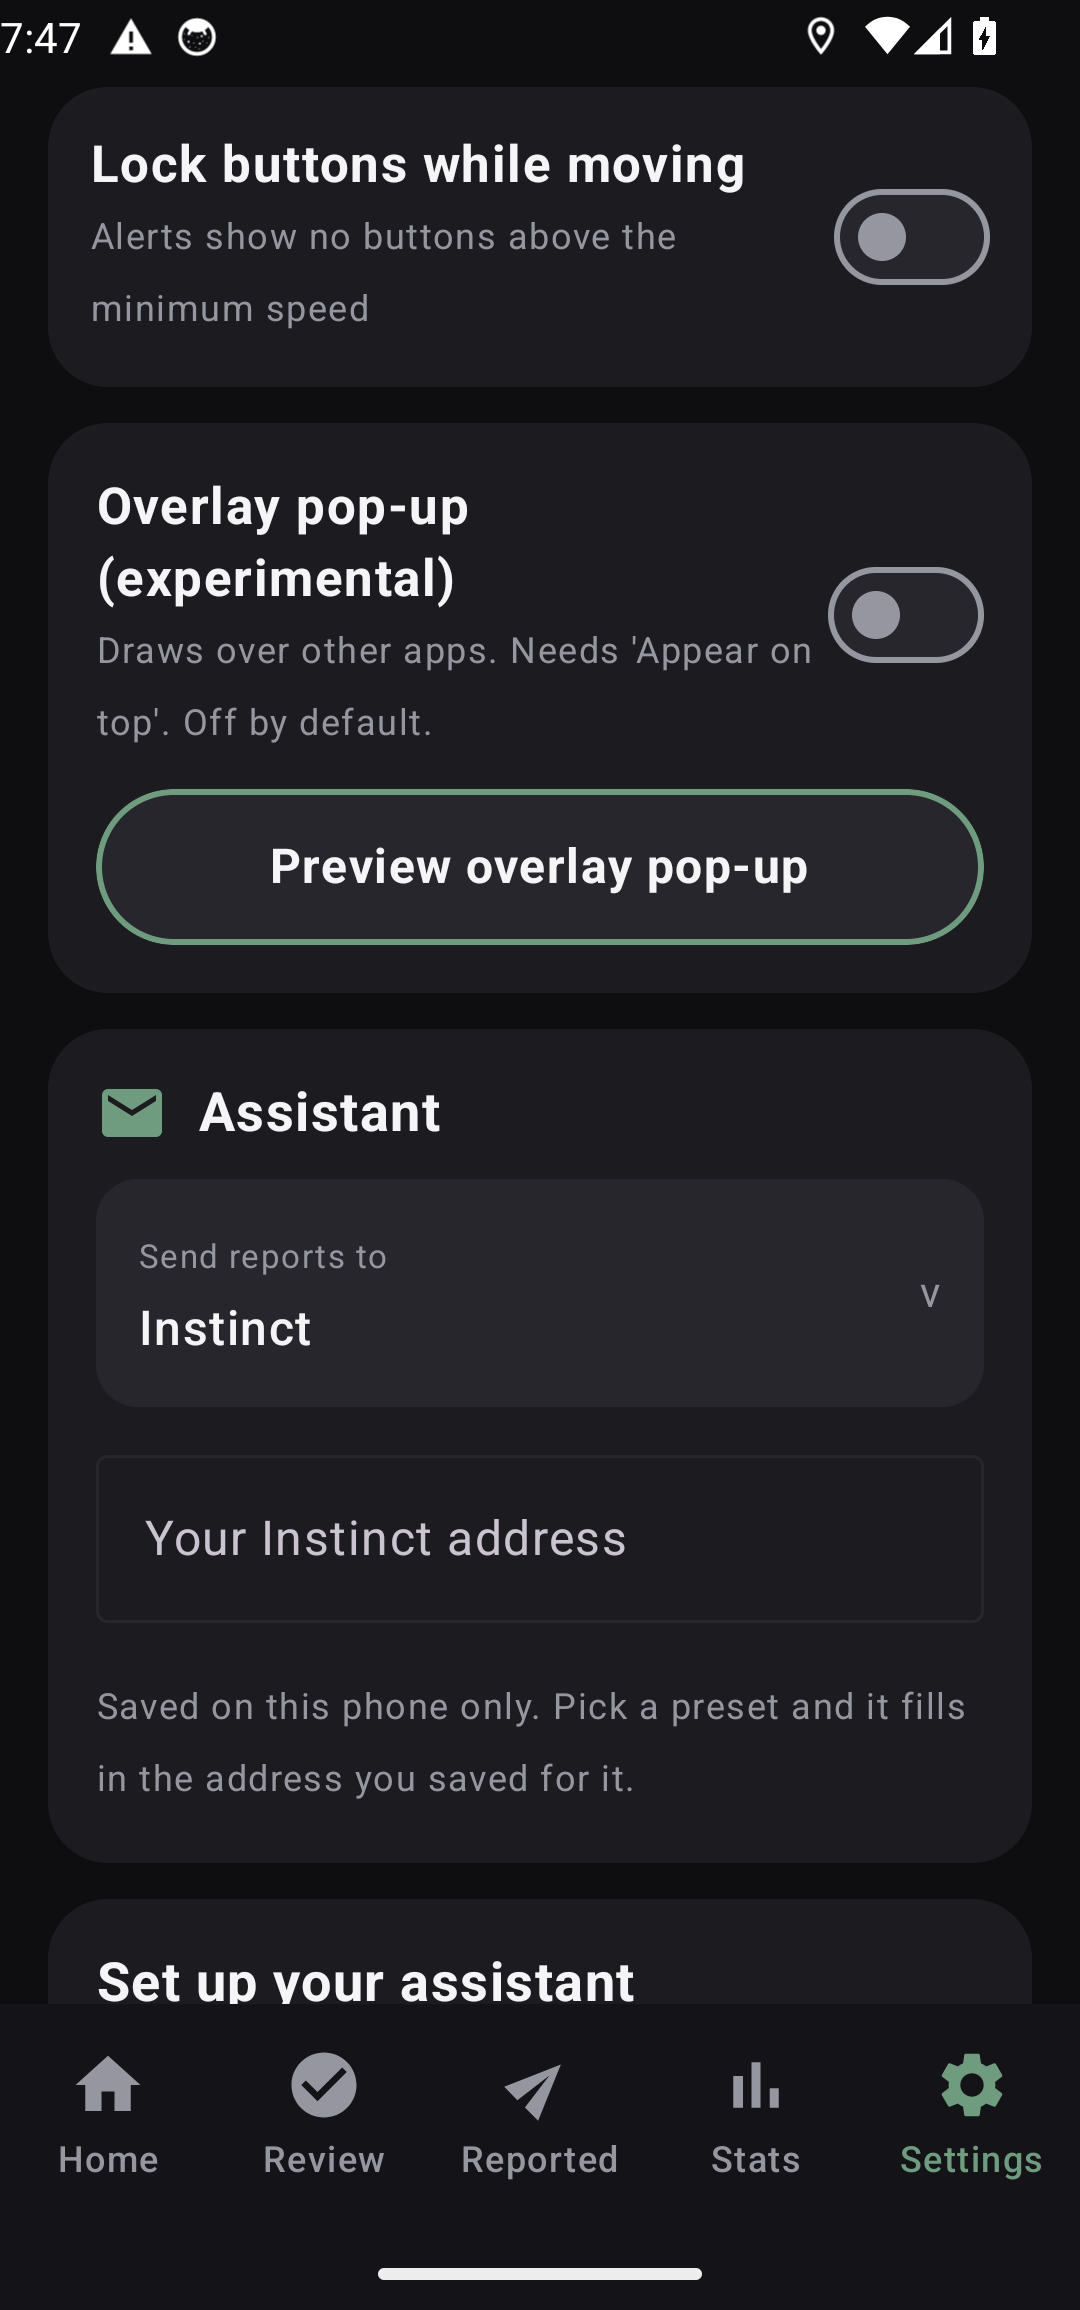 7:47
Lock buttons while moving
Alerts show no buttons above the
minimum speed
Overlay pop-up
(experimental)
Draws over other apps. Needs 'Appear on
top'. Off by default.
Preview overlay pop-up
Assistant
Send reports to
Instinct
v
Your Instinct address
Saved on this phone only. Pick a preset and it fills
in the address you saved for it.
Set up your assistant
Home Review Reported Stats Settings